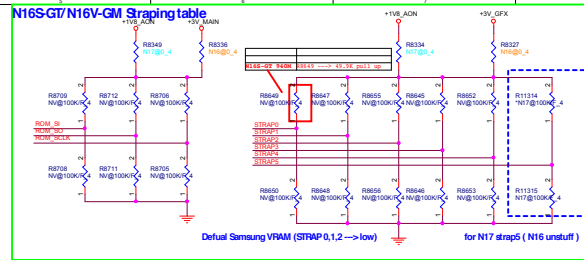 5
6
7
N16S-GT/ N16V-GM Straping table
+1V8_AON
+3V_MAIN
+1V8_AON
+3V_GFX
R8349
N17@0_4
R8336
N16@0_4
R8334
N17@0_4
R8327
N16@0_4
N16S-GT 940M
R8649 ---> 49.9K pull up
R8709
NV@100K/F_4
R8712
NV@100K/F_4
R8706
NV@100K/F_4
R8649
NV@100K/F_4
R8647
NV@100K/F_4
R8655
NV@100K/F_4
R8645
NV@100K/F_4
R8652
NV@100K/F_4
R11314
*N17@100K/F_4
ROM_SI
ROM_SO
ROM_SCLK
STRAP0
STRAP1
STRAP2
STRAP3
STRAP4
STRAP5
R8708
NV@100K/F_4
R8711
NV@100K/F_4
R8705
NV@100K/F_4
R8650
NV@100K/F_4
R8648
NV@100K/F_4
R8656
NV@100K/F_4
R8646
NV@100K/F_4
R8653
NV@100K/F_4
R11315
N17@100K/F_4
Defual Samsung VRAM (STRAP 0,1,2 ---> low)
for N17 strap5 ( N16 unstuff )